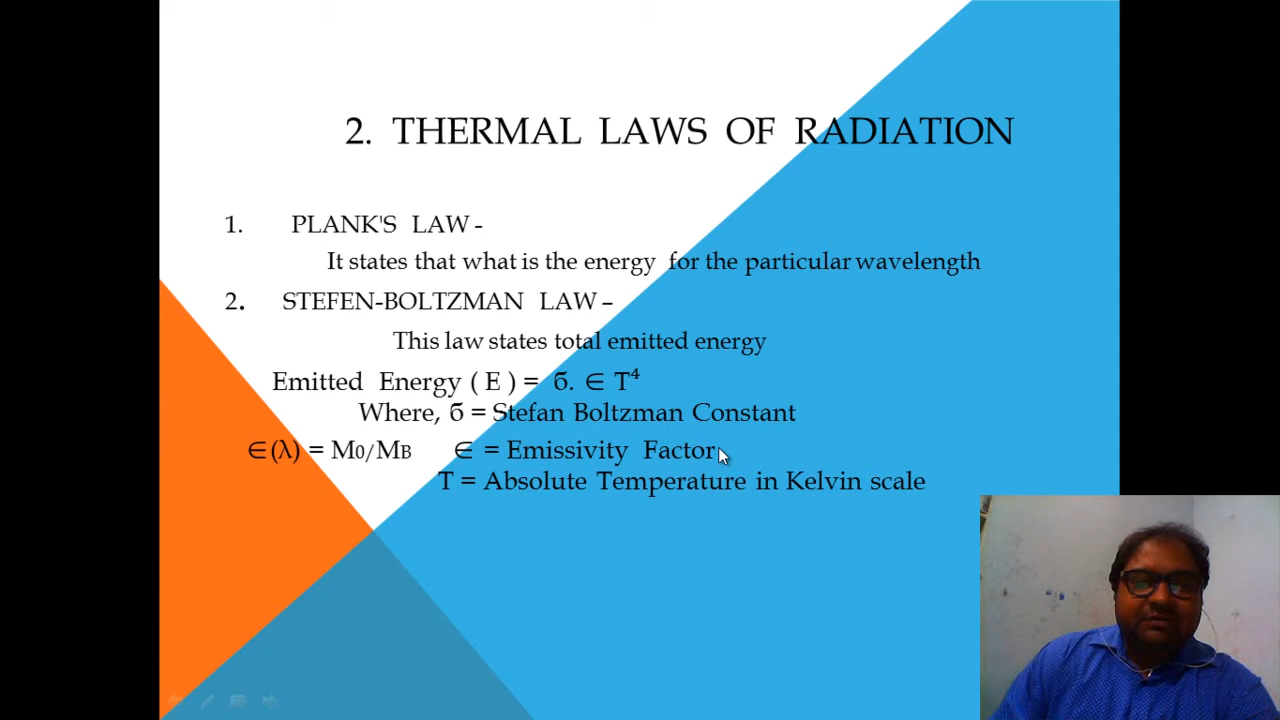 2. THERMAL LAWS OF RADIATION
1. PLANK'S LAW -
It states that what is the energy for the particular wavelength
2. STEFEN-BOLTZMAN LAW –
This law states total emitted energy
Emitted Energy ( E ) = б. ∈ T⁴
Where, б = Stefan Boltzman Constant
∈(λ) = M0/MB ∈ = Emissivity Factor
T = Absolute Temperature in Kelvin scale